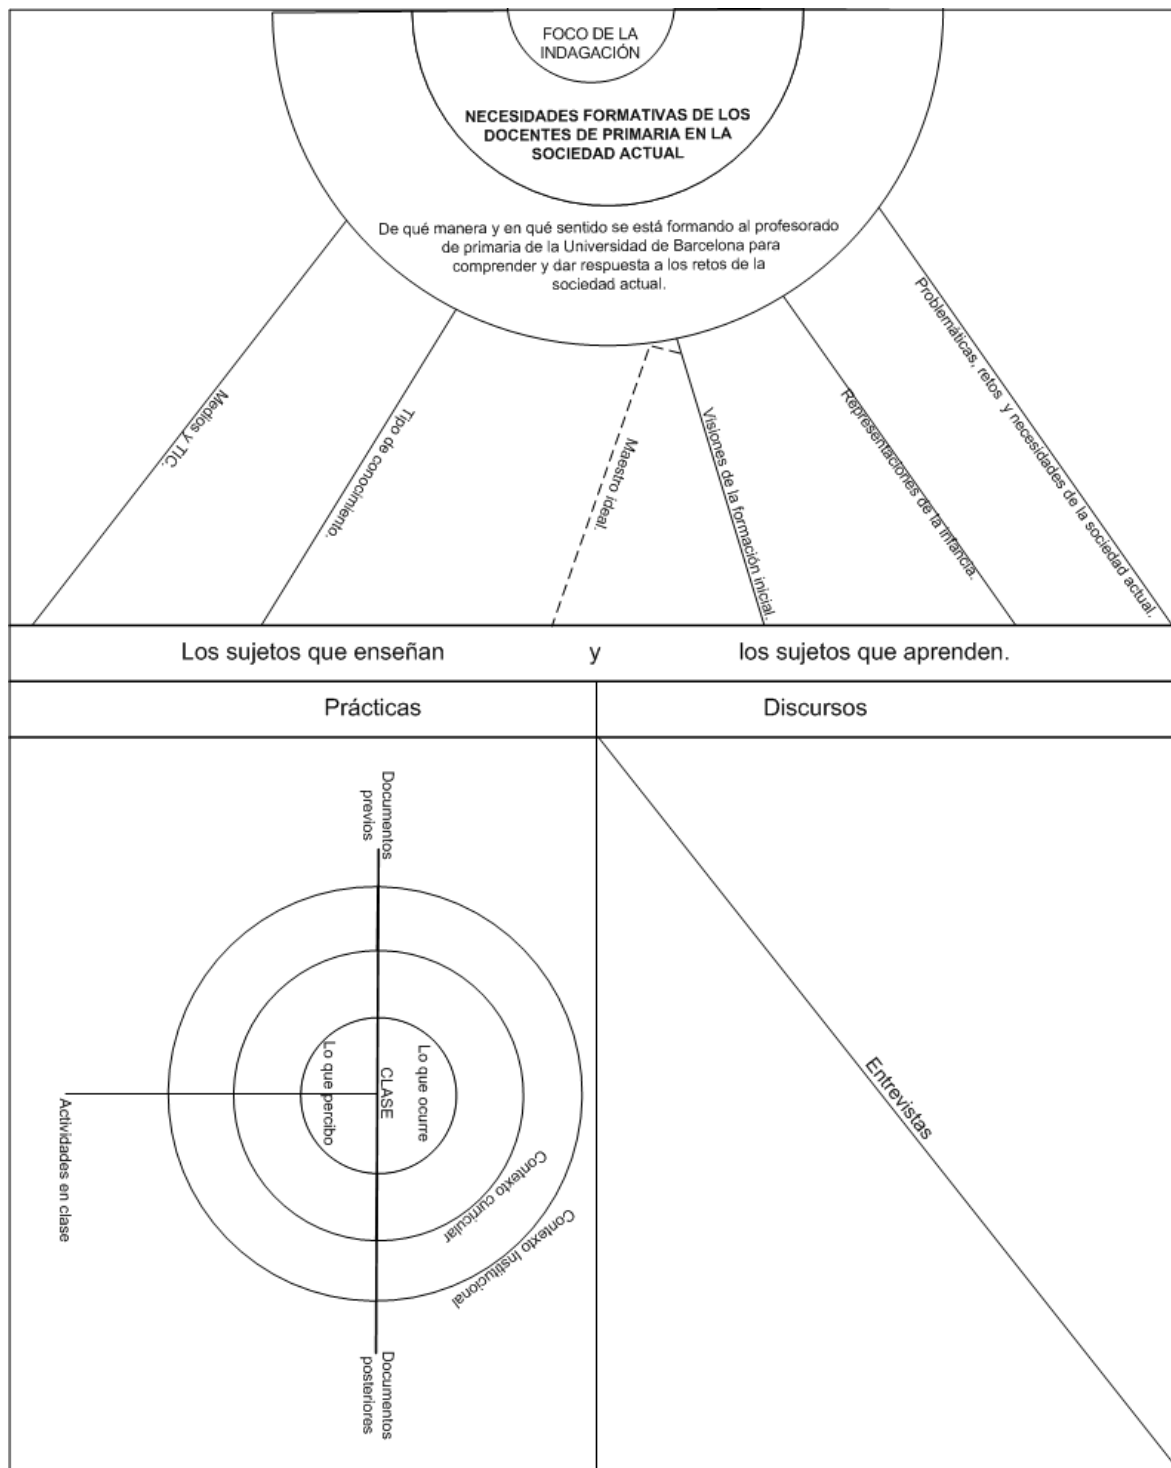 FOCO DE LA
INDAGACIÓN
NECESIDADES FORMATIVAS DE LOS
DOCENTES DE PRIMARIA EN LA
SOCIEDAD ACTUAL
De qué manera y en qué sentido se está formando al profesorado
de primaria de la Universidad de Barcelona para
comprender y dar respuesta a los retos de la
sociedad actual.
Medios y TIC.
Tipo de conocimiento.
Maestro ideal.
Visiones de la formación inicial.
Representaciones de la infancia.
Problemáticas, retos y necesidades de la sociedad actual.
Los sujetos que enseñan y los sujetos que aprenden.
Prácticas
Discursos
Documentos
previos
Lo que ocurre
CLASE
Lo que percibo
Actividades en clase
Contexto curricular
Contexto Institucional
Documentos
posteriores
Entrevistas